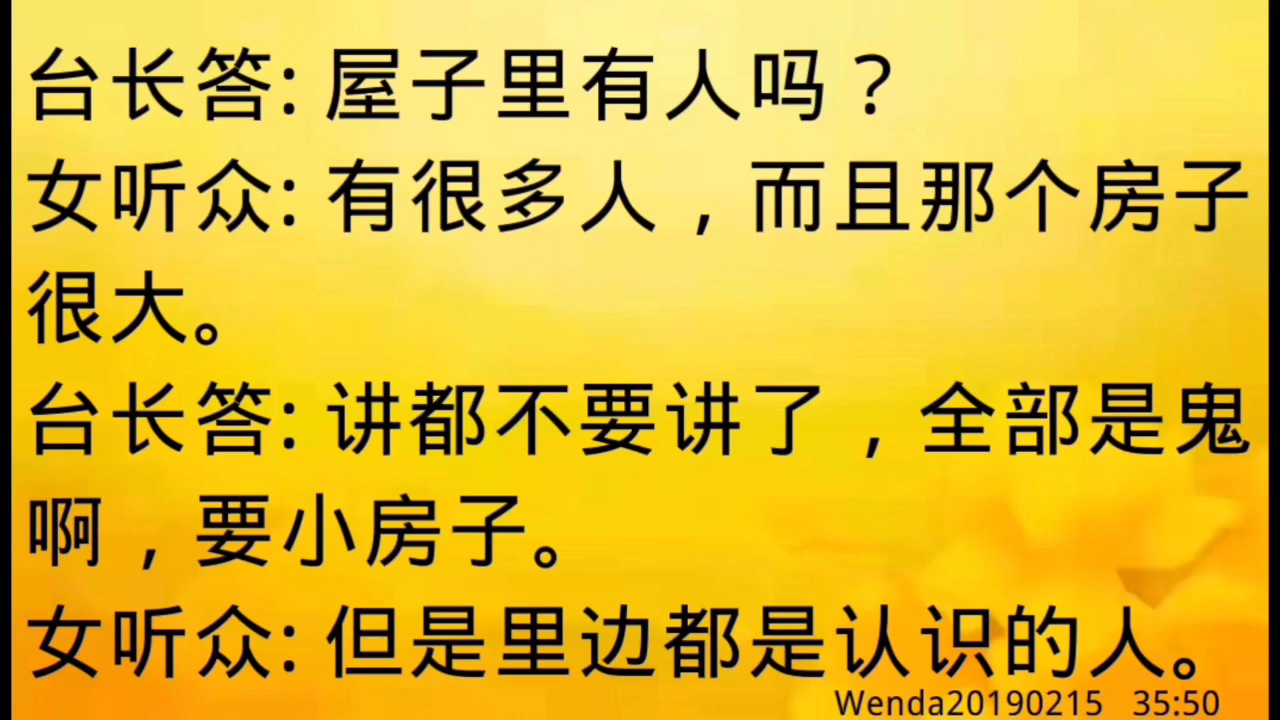 台长答: 屋子里有人吗？
女听众: 有很多人，而且那个房子
很大。
台长答: 讲都不要讲了，全部是鬼
啊，要小房子。
女听众: 但是里边都是认识的人。
Wenda20190215 35:50